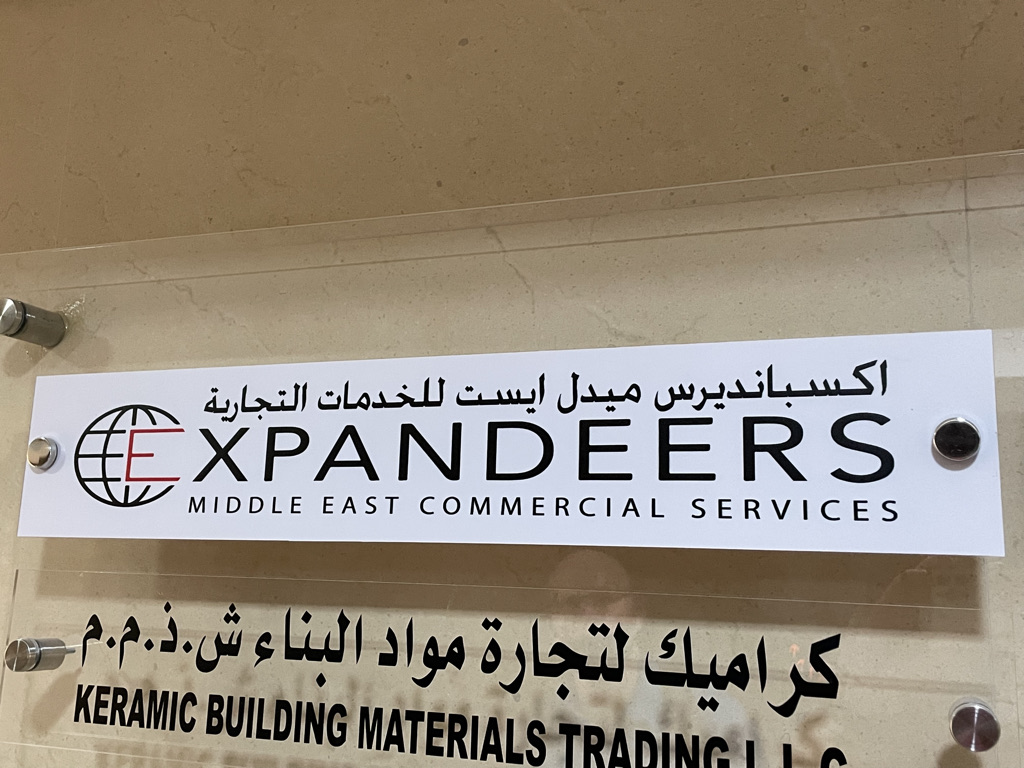 اكسبانديرس ميدل ايست للخدمات التجارية
EXPANDEERS
MIDDLE EAST COMMERCIAL SERVICES
كراميك لتجارة مواد البناء ش.ذ.م.م
KERAMIC BUILDING MATERIALS TRADING L.L.C